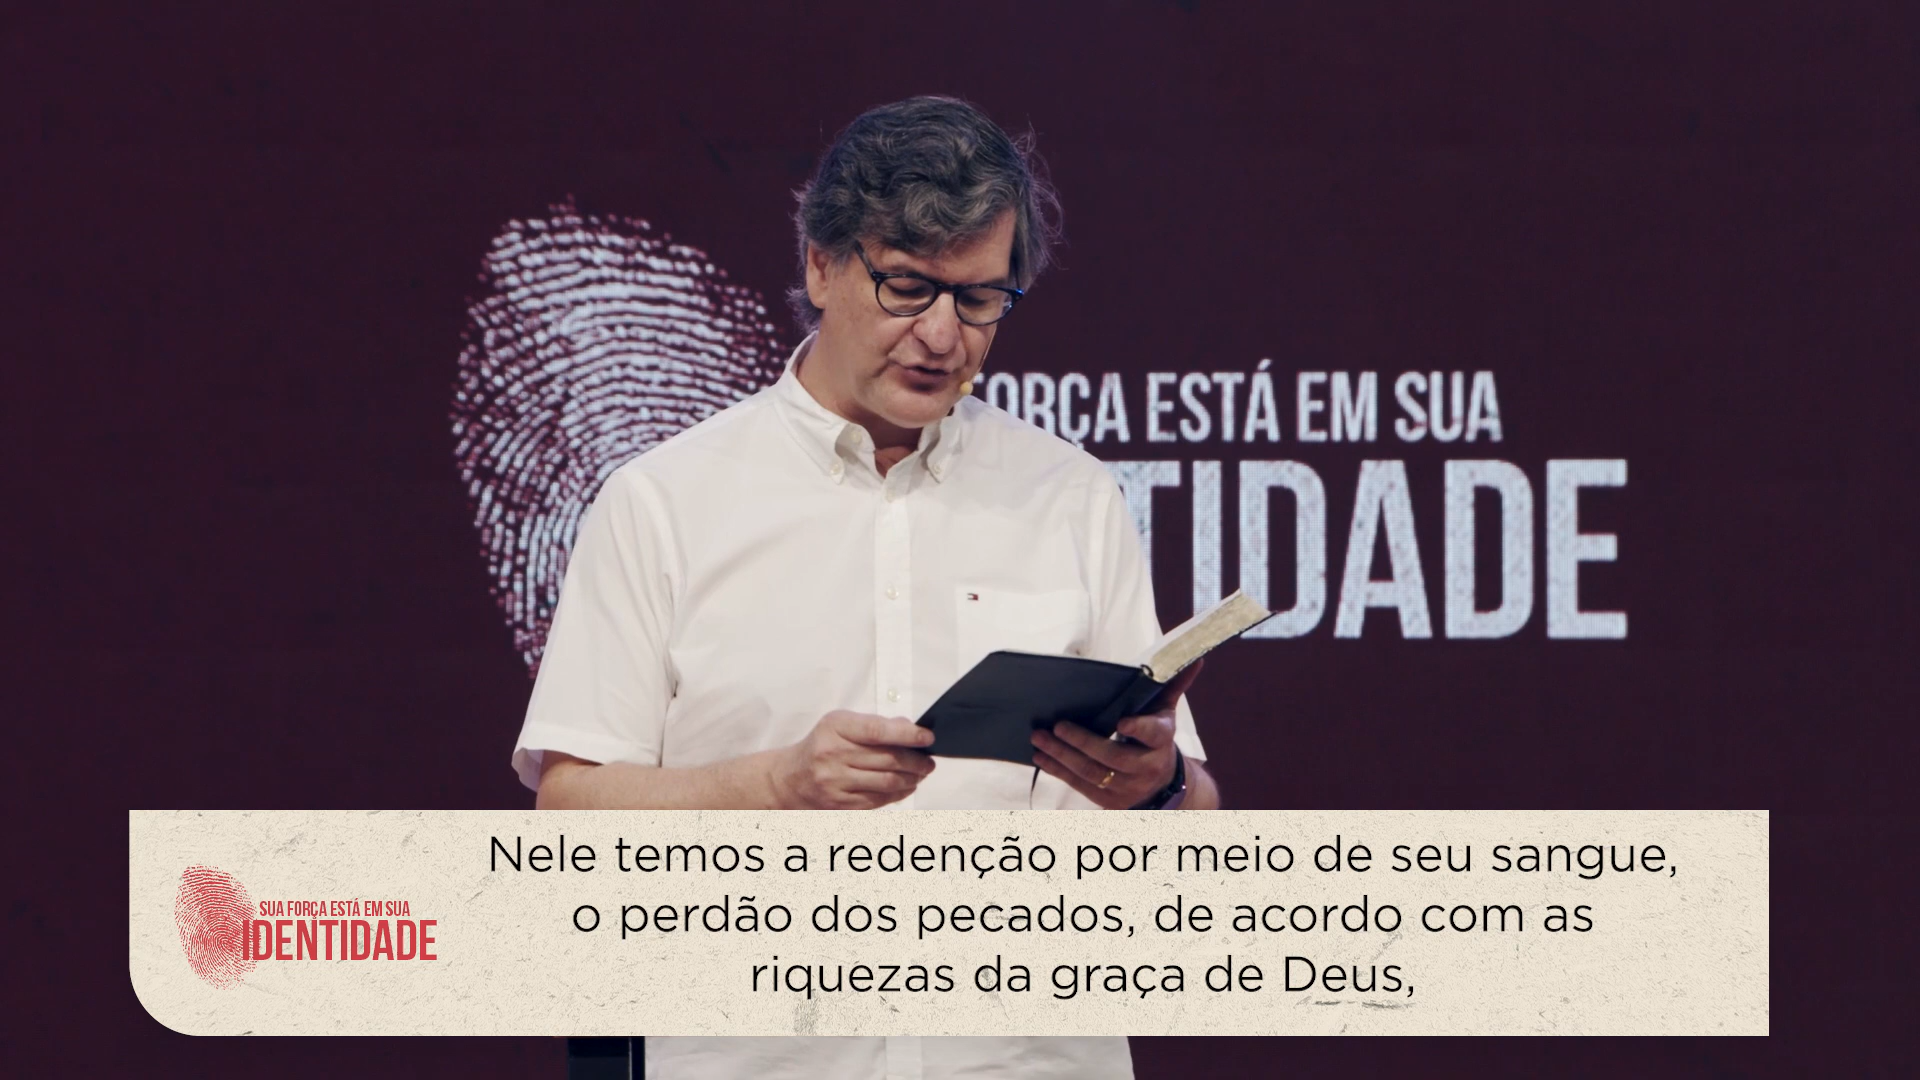 FORÇA ESTÁ EM SUA
TIDADE
Nele temos a redenção por meio de seu sangue,
o perdão dos pecados, de acordo com as
riquezas da graça de Deus,
SUA FORÇA ESTÁ EM SUA
IDENTIDADE